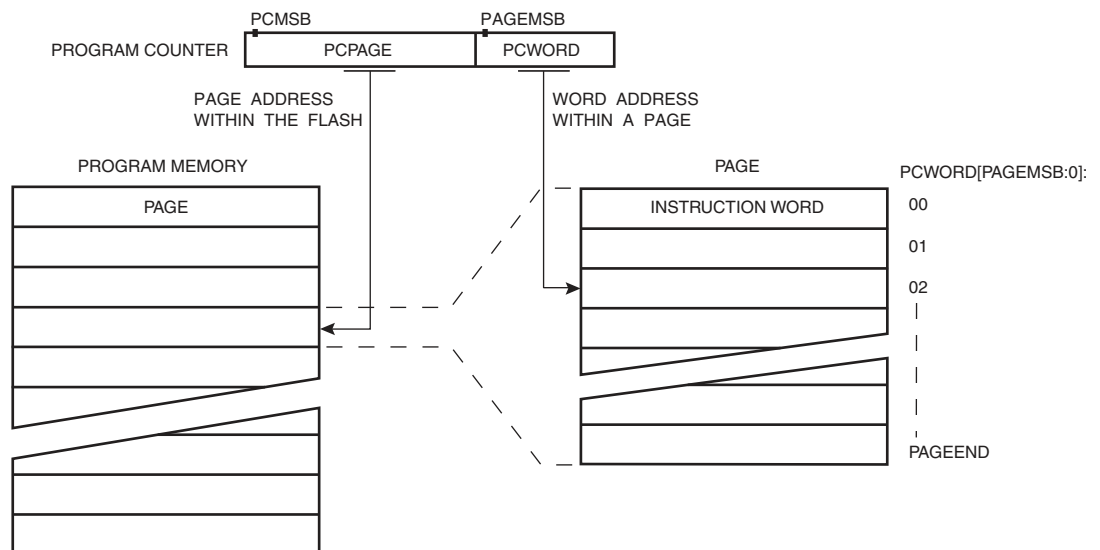 PCMSB
PAGEMSB
PROGRAM COUNTER
PCPAGE
PCWORD
PAGE ADDRESS
WITHIN THE FLASH
WORD ADDRESS
WITHIN A PAGE
PROGRAM MEMORY
PAGE
PCWORD[PAGEMSB:0]:
PAGE
INSTRUCTION WORD
00
01
02
PAGEEND